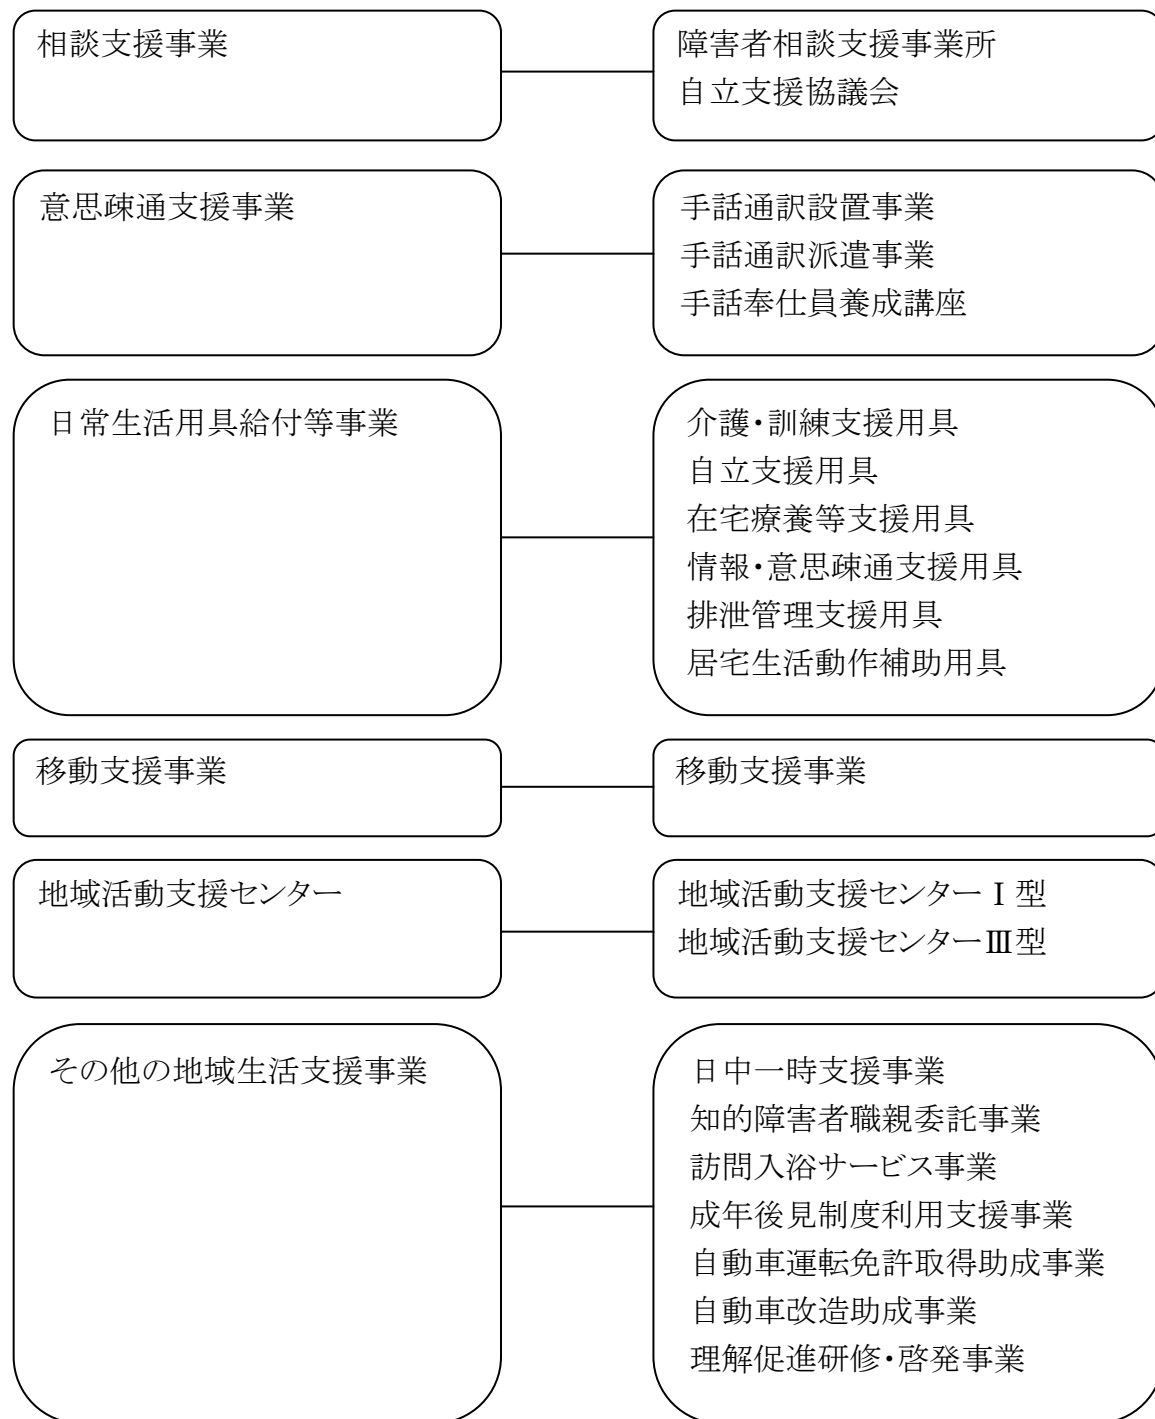 相談支援事業
障害者相談支援事業所
自立支援協議会
意思疎通支援事業
手話通訳設置事業
手話通訳派遣事業
手話奉仕員養成講座
日常生活用具給付等事業
介護・訓練支援用具
自立支援用具
在宅療養等支援用具
情報・意思疎通支援用具
排泄管理支援用具
居宅生活動作補助用具
移動支援事業
移動支援事業
地域活動支援センター
地域活動支援センターⅠ型
地域活動支援センターⅢ型
その他の地域生活支援事業
日中一時支援事業
知的障害者職親委託事業
訪問入浴サービス事業
成年後見制度利用支援事業
自動車運転免許取得助成事業
自動車改造助成事業
理解促進研修・啓発事業